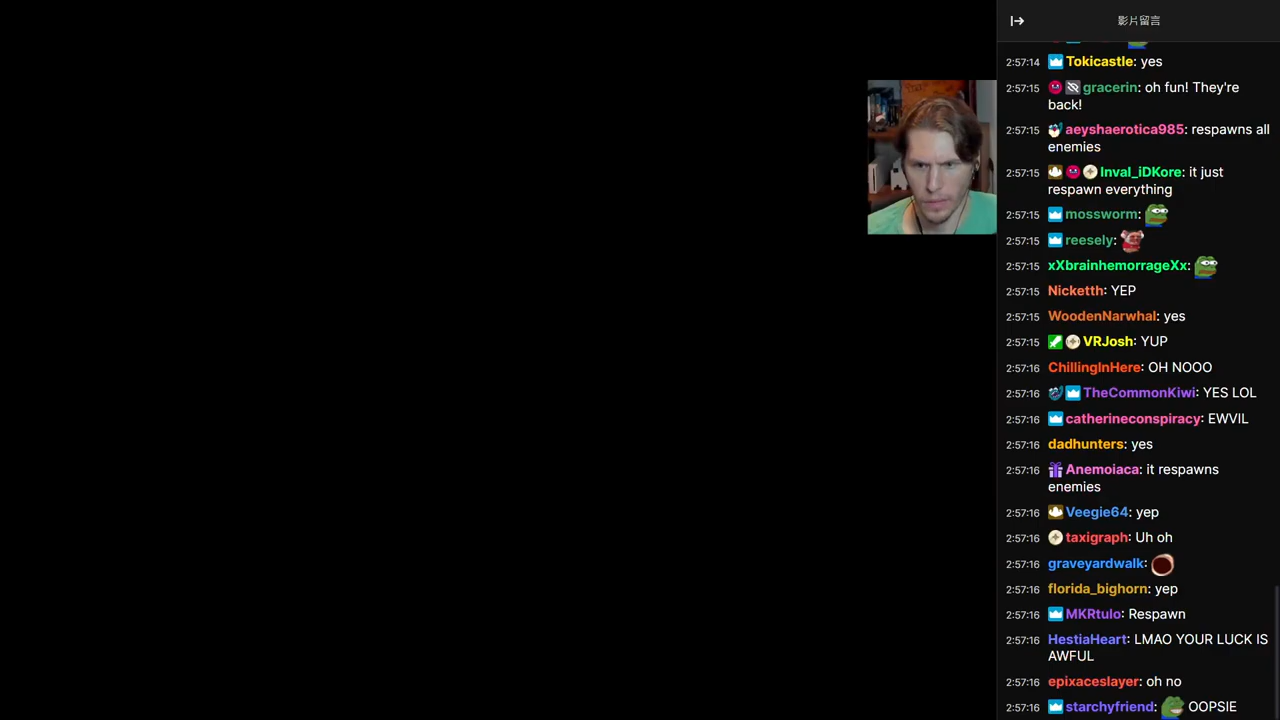 影片留言
2:57:14 Tokicastle: yes
2:57:15 gracerin: oh fun! They're
back!
2:57:15 aeyshaerotica985: respawns all
enemies
2:57:15 Inval_iDKore: it just
respawn everything
2:57:15 mossworm:
2:57:15 reesely:
2:57:15 xXbrainhemorrageXx:
2:57:15 Nicketth: YEP
2:57:15 WoodenNarwhal: yes
2:57:15 VRJosh: YUP
2:57:16 ChillingInHere: OH NOOO
2:57:16 TheCommonKiwi: YES LOL
2:57:16 catherineconspiracy: EWVIL
2:57:16 dadhunters: yes
2:57:16 Anemoiaca: it respawns
enemies
2:57:16 Veegie64: yep
2:57:16 taxigraph: Uh oh
2:57:16 graveyardwalk:
2:57:16 florida_bighorn: yep
2:57:16 MKRtulo: Respawn
2:57:16 HestiaHeart: LMAO YOUR LUCK IS
AWFUL
2:57:16 epixaceslayer: oh no
2:57:16 starchyfriend: OOPSIE